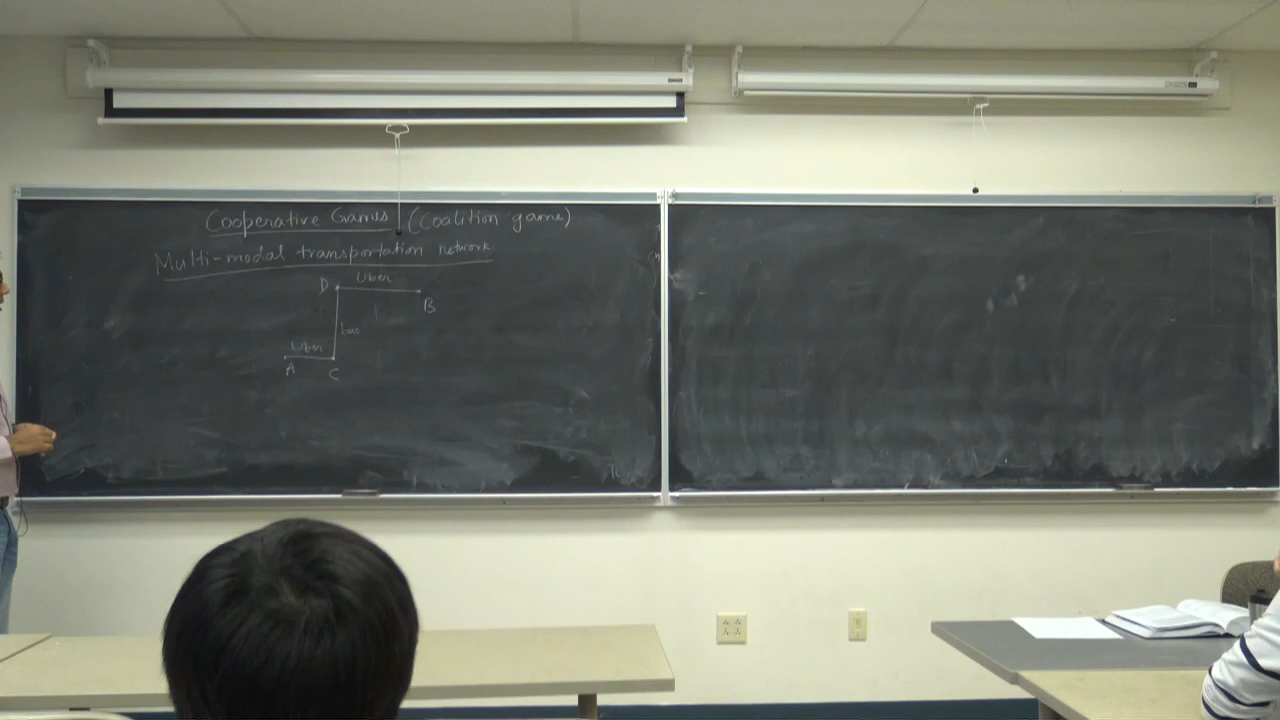 Cooperative Games (Coalition game)
Multi-modal transportation network
D Uber B
bus
Uber
A C